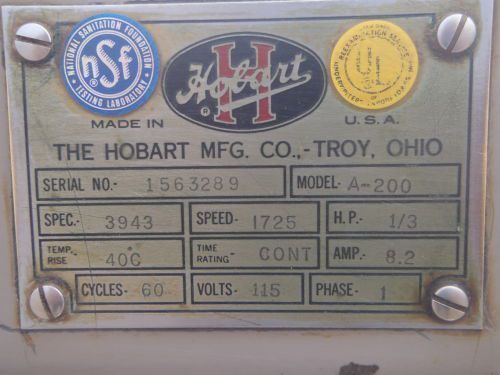 NATIONAL SANITATION FOUNDATION
nSf
®
TESTING LABORATORY
H
Hobart
®
REEXAMINATION SERVICE
MADE IN
U.S.A.
THE HOBART MFG. CO.,-TROY, OHIO
SERIAL NO.- 1563289
MODEL- A-200
SPEC.- 3943
SPEED- 1725
H.P.- 1/3
TEMP. RISE 40C
TIME RATING- CONT
AMP.- 8.2
CYCLES- 60
VOLTS- 115
PHASE- 1